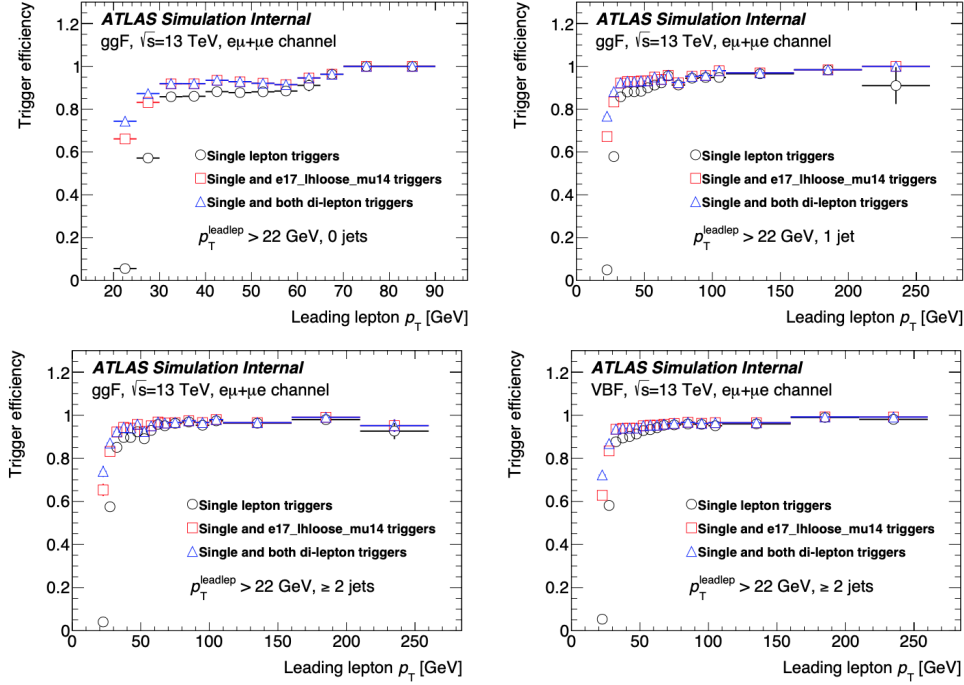 ATLAS Simulation Internal
ggF, √s=13 TeV, eμ+μe channel
Trigger efficiency
1.2
1
0.8
0.6
0.4
0.2
0
Single lepton triggers
Single and e17_lhloose_mu14 triggers
Single and both di-lepton triggers
p_T^leadlep > 22 GeV, 0 jets
20 30 40 50 60 70 80 90
Leading lepton p_T [GeV]
ATLAS Simulation Internal
ggF, √s=13 TeV, eμ+μe channel
Trigger efficiency
1.2
1
0.8
0.6
0.4
0.2
0
Single lepton triggers
Single and e17_lhloose_mu14 triggers
Single and both di-lepton triggers
p_T^leadlep > 22 GeV, 1 jet
0 50 100 150 200 250
Leading lepton p_T [GeV]
ATLAS Simulation Internal
ggF, √s=13 TeV, eμ+μe channel
Trigger efficiency
1.2
1
0.8
0.6
0.4
0.2
0
Single lepton triggers
Single and e17_lhloose_mu14 triggers
Single and both di-lepton triggers
p_T^leadlep > 22 GeV, ≥ 2 jets
0 50 100 150 200 250
Leading lepton p_T [GeV]
ATLAS Simulation Internal
VBF, √s=13 TeV, eμ+μe channel
Trigger efficiency
1.2
1
0.8
0.6
0.4
0.2
0
Single lepton triggers
Single and e17_lhloose_mu14 triggers
Single and both di-lepton triggers
p_T^leadlep > 22 GeV, ≥ 2 jets
0 50 100 150 200 250
Leading lepton p_T [GeV]